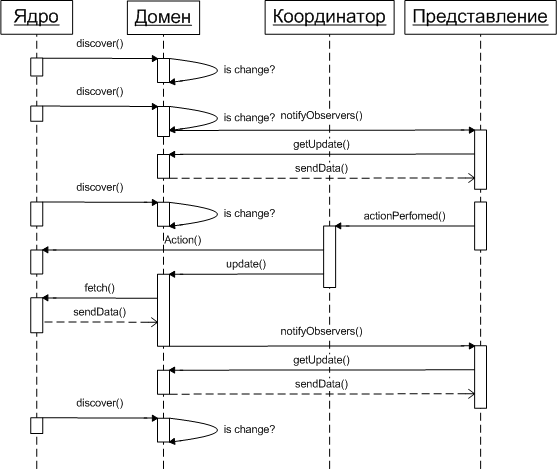 Ядро
Домен
Координатор
Представление
discover()
is change?
discover()
is change?
notifyObservers()
getUpdate()
sendData()
discover()
is change?
actionPerfomed()
Action()
update()
fetch()
sendData()
notifyObservers()
getUpdate()
sendData()
discover()
is change?